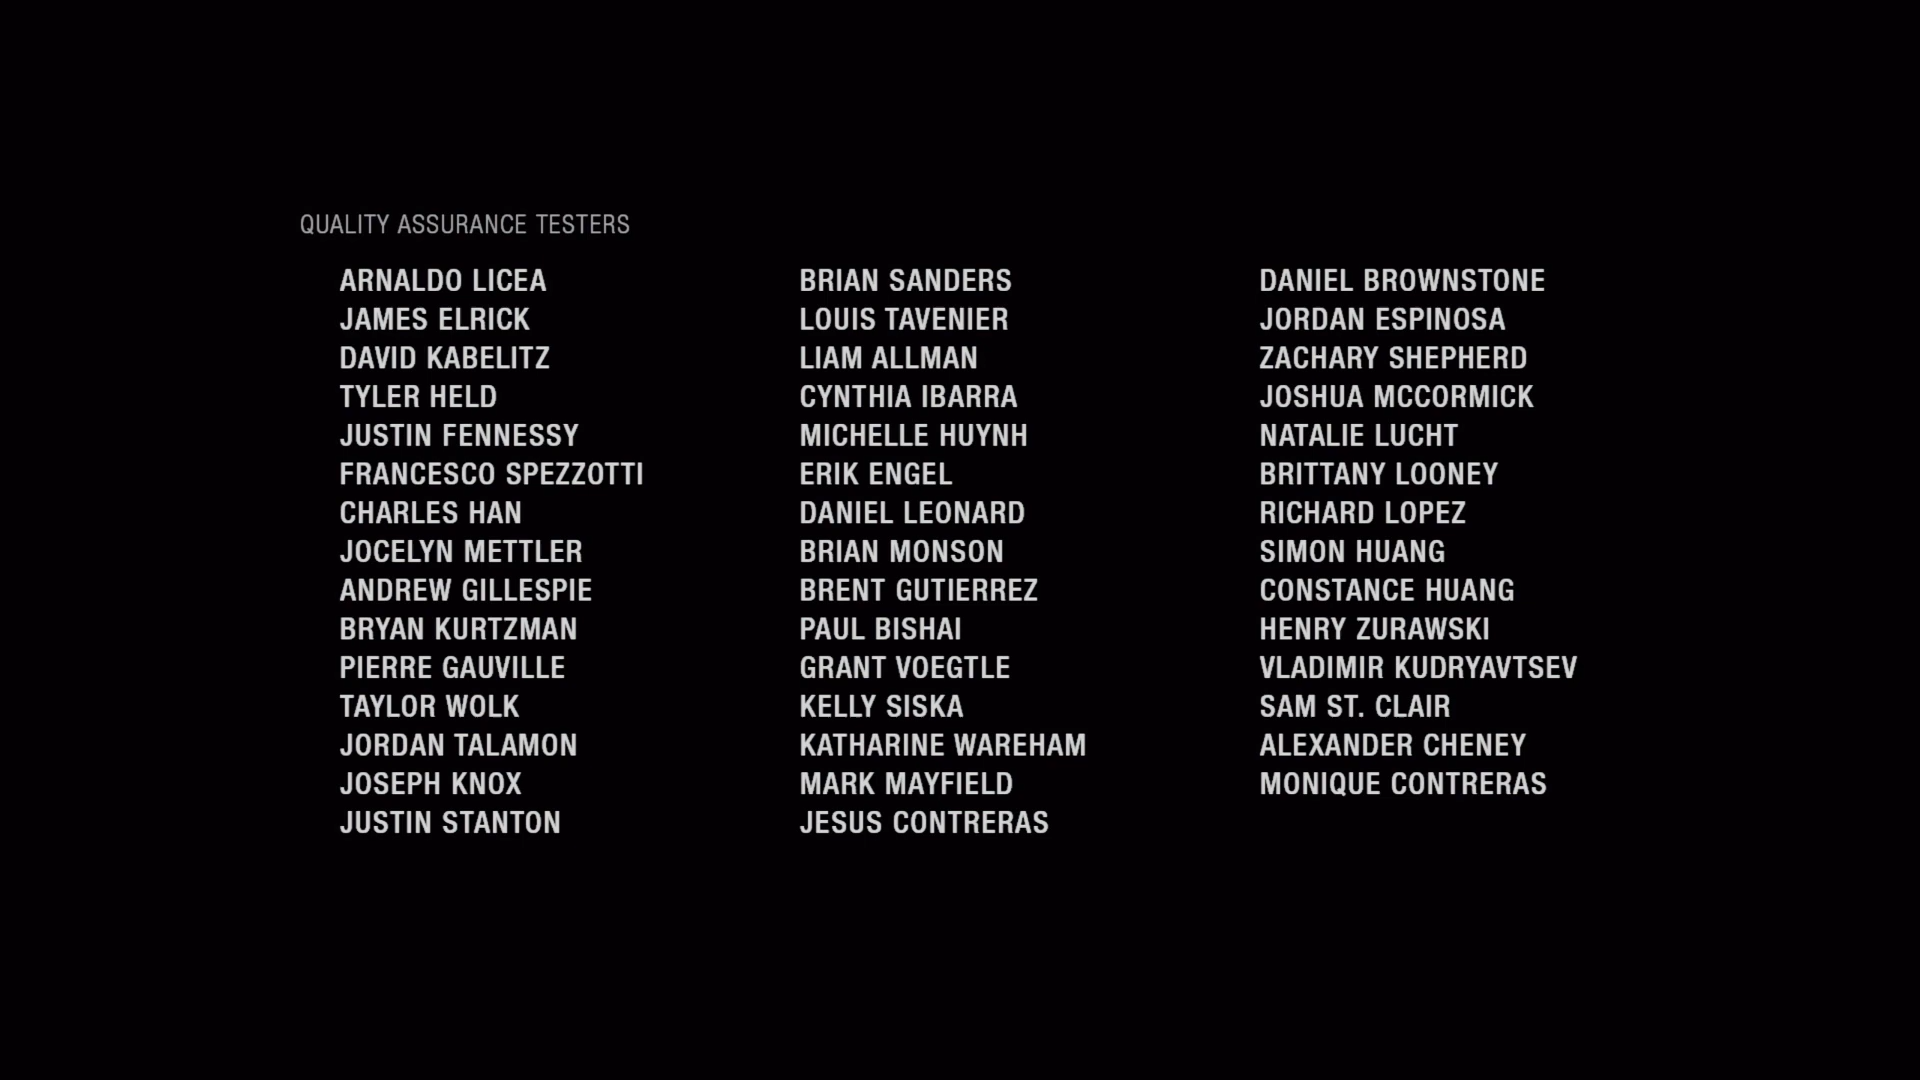 QUALITY ASSURANCE TESTERS
ARNALDO LICEA
JAMES ELRICK
DAVID KABELITZ
TYLER HELD
JUSTIN FENNESSY
FRANCESCO SPEZZOTTI
CHARLES HAN
JOCELYN METTLER
ANDREW GILLESPIE
BRYAN KURTZMAN
PIERRE GAUVILLE
TAYLOR WOLK
JORDAN TALAMON
JOSEPH KNOX
JUSTIN STANTON
BRIAN SANDERS
LOUIS TAVENIER
LIAM ALLMAN
CYNTHIA IBARRA
MICHELLE HUYNH
ERIK ENGEL
DANIEL LEONARD
BRIAN MONSON
BRENT GUTIERREZ
PAUL BISHAI
GRANT VOEGTLE
KELLY SISKA
KATHARINE WAREHAM
MARK MAYFIELD
JESUS CONTRERAS
DANIEL BROWNSTONE
JORDAN ESPINOSA
ZACHARY SHEPHERD
JOSHUA MCCORMICK
NATALIE LUCHT
BRITTANY LOONEY
RICHARD LOPEZ
SIMON HUANG
CONSTANCE HUANG
HENRY ZURAWSKI
VLADIMIR KUDRYAVTSEV
SAM ST. CLAIR
ALEXANDER CHENEY
MONIQUE CONTRERAS